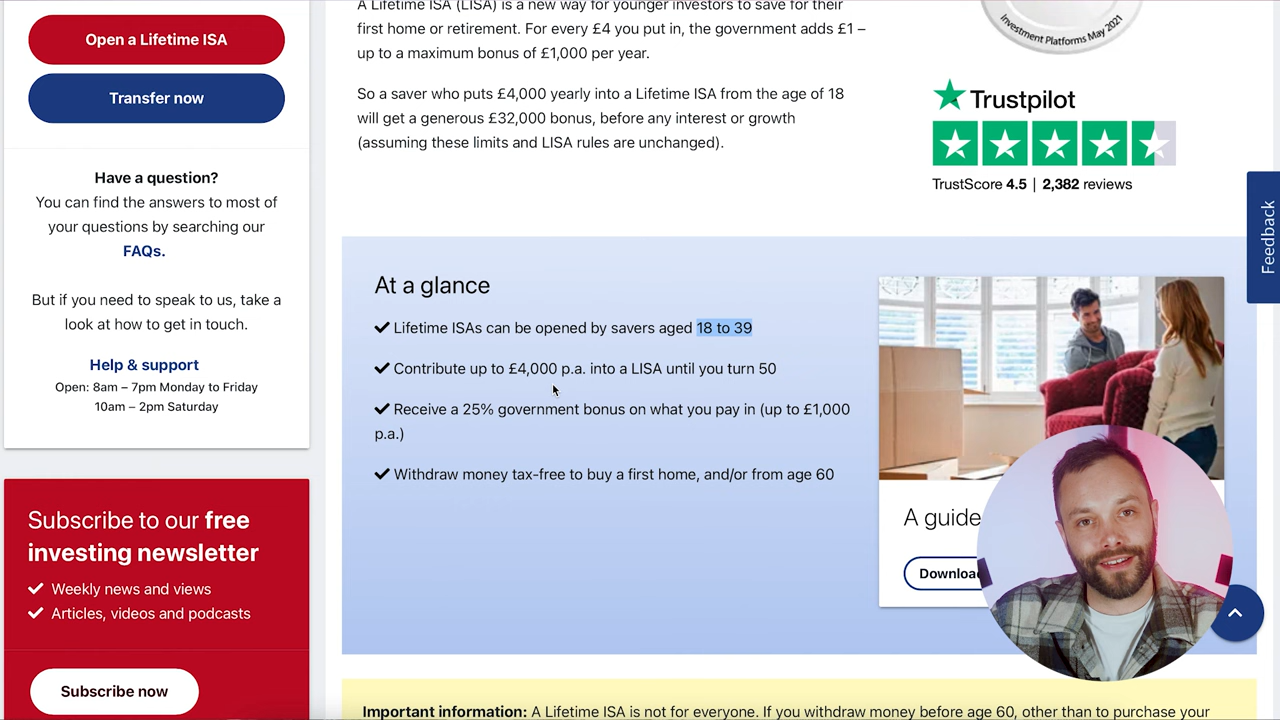 Open a Lifetime ISA
Transfer now
Have a question?
You can find the answers to most of
your questions by searching our
FAQs.
But if you need to speak to us, take a
look at how to get in touch.
Help & support
Open: 8am – 7pm Monday to Friday
10am – 2pm Saturday
Subscribe to our free
investing newsletter
Weekly news and views
Articles, videos and podcasts
Subscribe now
A Lifetime ISA (LISA) is a new way for younger investors to save for their
first home or retirement. For every £4 you put in, the government adds £1 –
up to a maximum bonus of £1,000 per year.
So a saver who puts £4,000 yearly into a Lifetime ISA from the age of 18
will get a generous £32,000 bonus, before any interest or growth
(assuming these limits and LISA rules are unchanged).
Investment Platforms May 2021
Trustpilot
TrustScore 4.5 | 2,382 reviews
Feedback
At a glance
Lifetime ISAs can be opened by savers aged 18 to 39
Contribute up to £4,000 p.a. into a LISA until you turn 50
Receive a 25% government bonus on what you pay in (up to £1,000
p.a.)
Withdraw money tax-free to buy a first home, and/or from age 60
A guide
Download
Important information: A Lifetime ISA is not for everyone. If you withdraw money before age 60, other than to purchase your